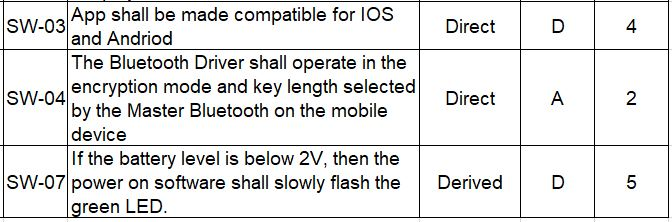 SW-03 App shall be made compatible for IOS
and Andriod Direct D 4
The Bluetooth Driver shall operate in the
encryption mode and key length selected
SW-04 by the Master Bluetooth on the mobile Direct A 2
device
If the battery level is below 2V, then the
SW-07 power on software shall slowly flash the Derived D 5
green LED.